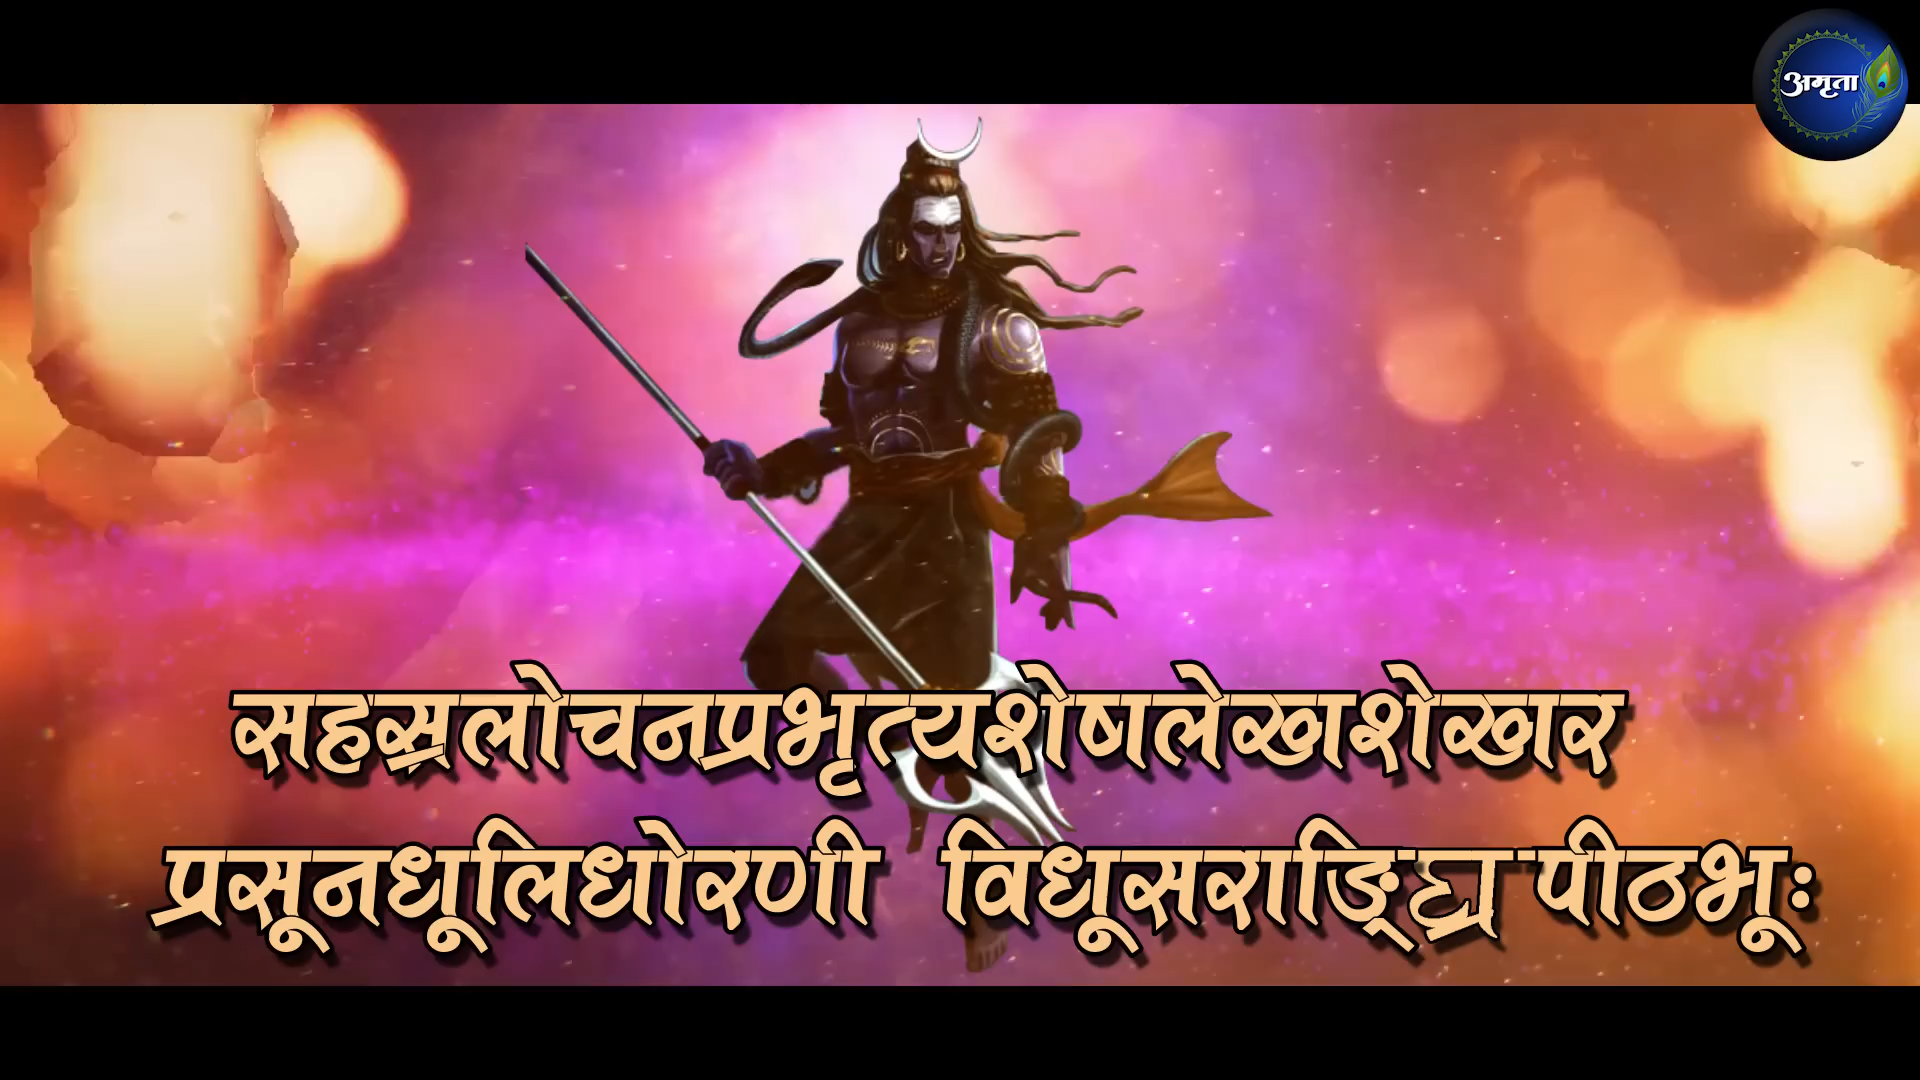 अमृता
सहस्रलोचनप्रभृत्यशेषलेखशेखर
प्रसूनधूलिधोरणी विधूसराङ्घ्रिपीठभूः